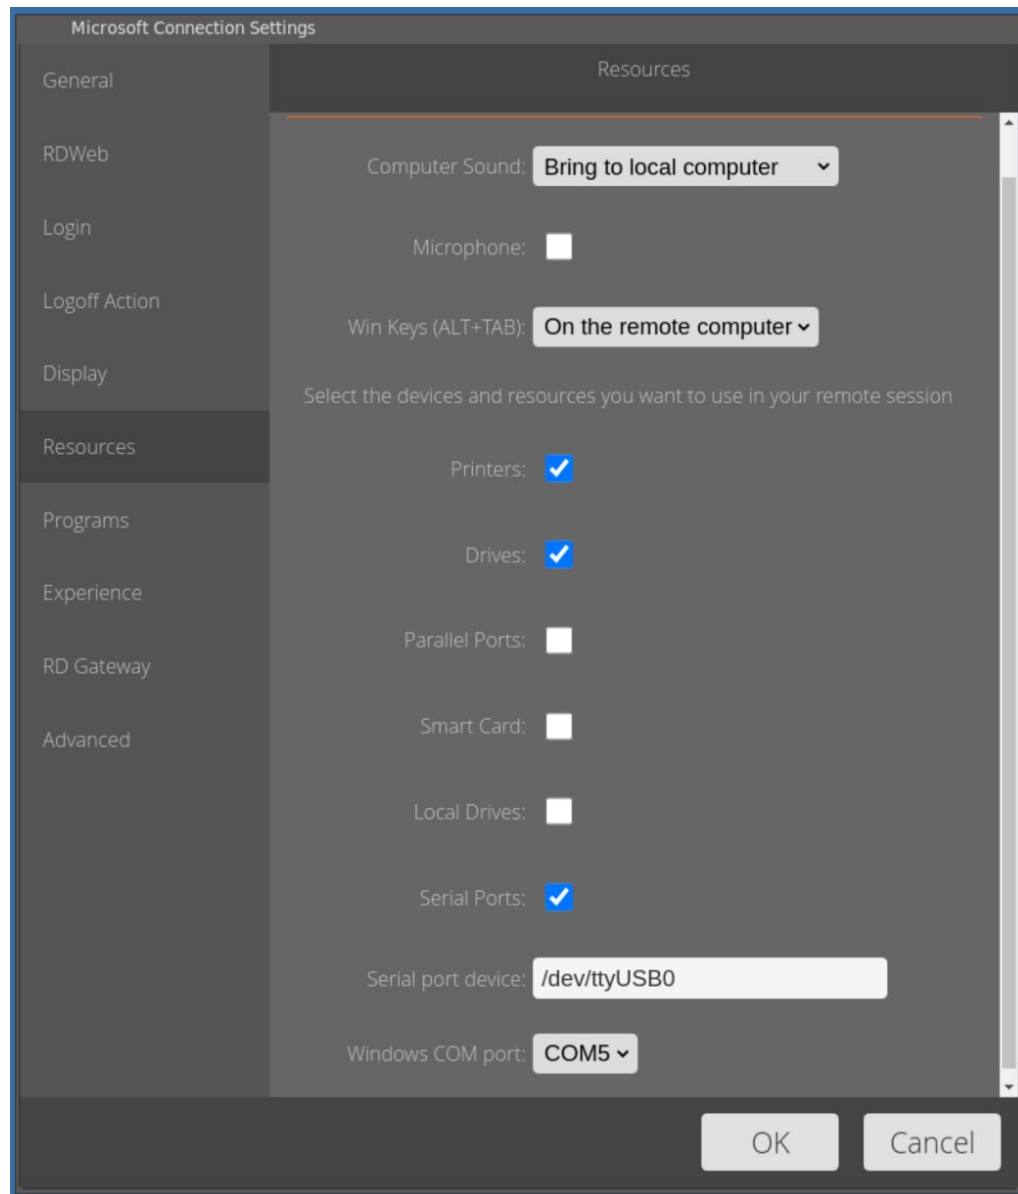 Microsoft Connection Settings
General
RDWeb
Login
Logoff Action
Display
Resources
Programs
Experience
RD Gateway
Advanced
Resources
Computer Sound: Bring to local computer
Microphone:
Win Keys (ALT+TAB): On the remote computer
Select the devices and resources you want to use in your remote session
Printers:
Drives:
Parallel Ports:
Smart Card:
Local Drives:
Serial Ports:
Serial port device: /dev/ttyUSB0
Windows COM port: COM5
OK Cancel